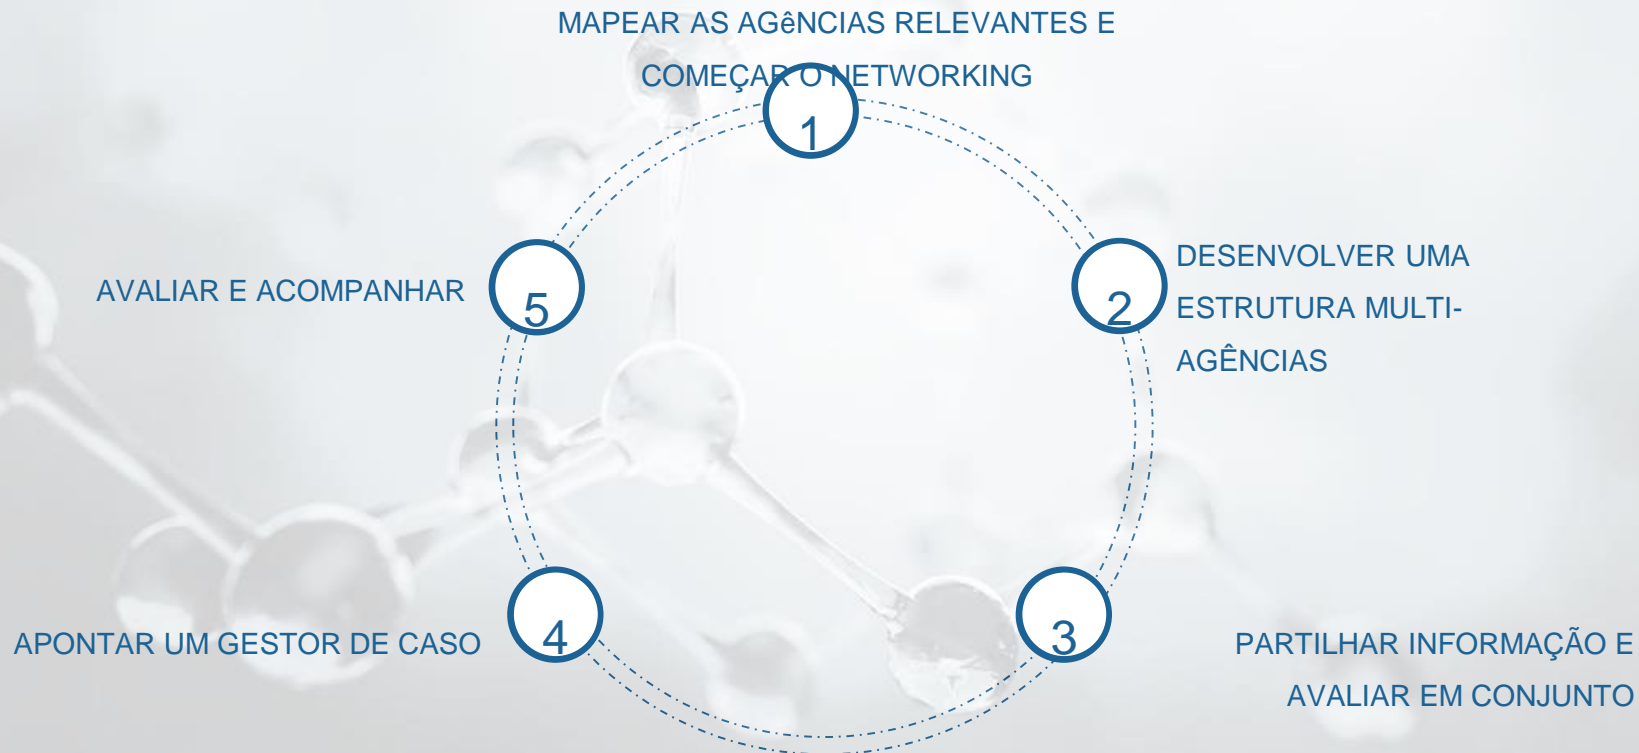 MAPEAR AS AGêNCIAS RELEVANTES E
COMEÇAR O NETWORKING
1
DESENVOLVER UMA
ESTRUTURA MULTI-
AGÊNCIAS
2
PARTILHAR INFORMAÇÃO E
AVALIAR EM CONJUNTO
3
APONTAR UM GESTOR DE CASO
4
AVALIAR E ACOMPANHAR
5